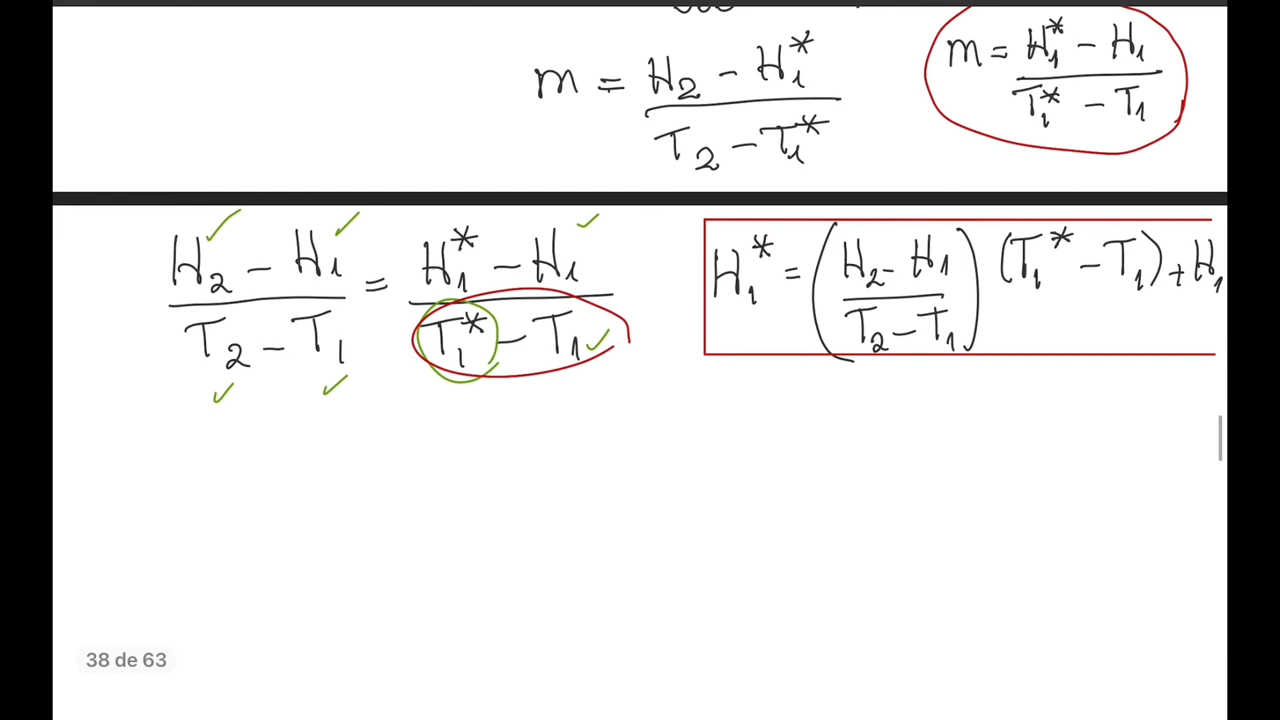 m = (H₂ - H₁*) / (T₂ - T₁*)
m = (H₁* - H₁) / (T₁* - T₁)
(H₂ - H₁) / (T₂ - T₁) = (H₁* - H₁) / (T₁* - T₁)
H₁* = ((H₂ - H₁) / (T₂ - T₁)) (T₁* - T₁) + H₁
38 de 63